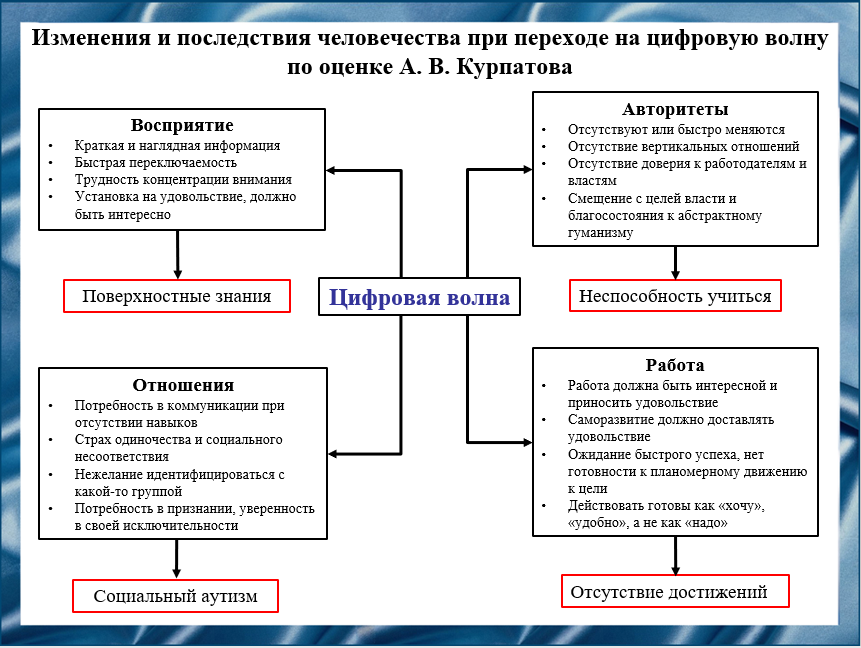 Изменения и последствия человечества при переходе на цифровую волну
по оценке А. В. Курпатова
Восприятие
• Краткая и наглядная информация
• Быстрая переключаемость
• Трудность концентрации внимания
• Установка на удовольствие, должно
быть интересно
Поверхностные знания
Авторитеты
• Отсутствуют или быстро меняются
• Отсутствие вертикальных отношений
• Отсутствие доверия к работодателям и
властям
• Смещение с целей власти и
благосостояния к абстрактному
гуманизму
Неспособность учиться
Цифровая волна
Отношения
• Потребность в коммуникации при
отсутствии навыков
• Страх одиночества и социального
несоответствия
• Нежелание идентифицироваться с
какой-то группой
• Потребность в признании, уверенность
в своей исключительности
Социальный аутизм
Работа
• Работа должна быть интересной и
приносить удовольствие
• Саморазвитие должно доставлять
удовольствие
• Ожидание быстрого успеха, нет
готовности к планомерному движению
к цели
• Действовать готовы как «хочу»,
«удобно», а не как «надо»
Отсутствие достижений